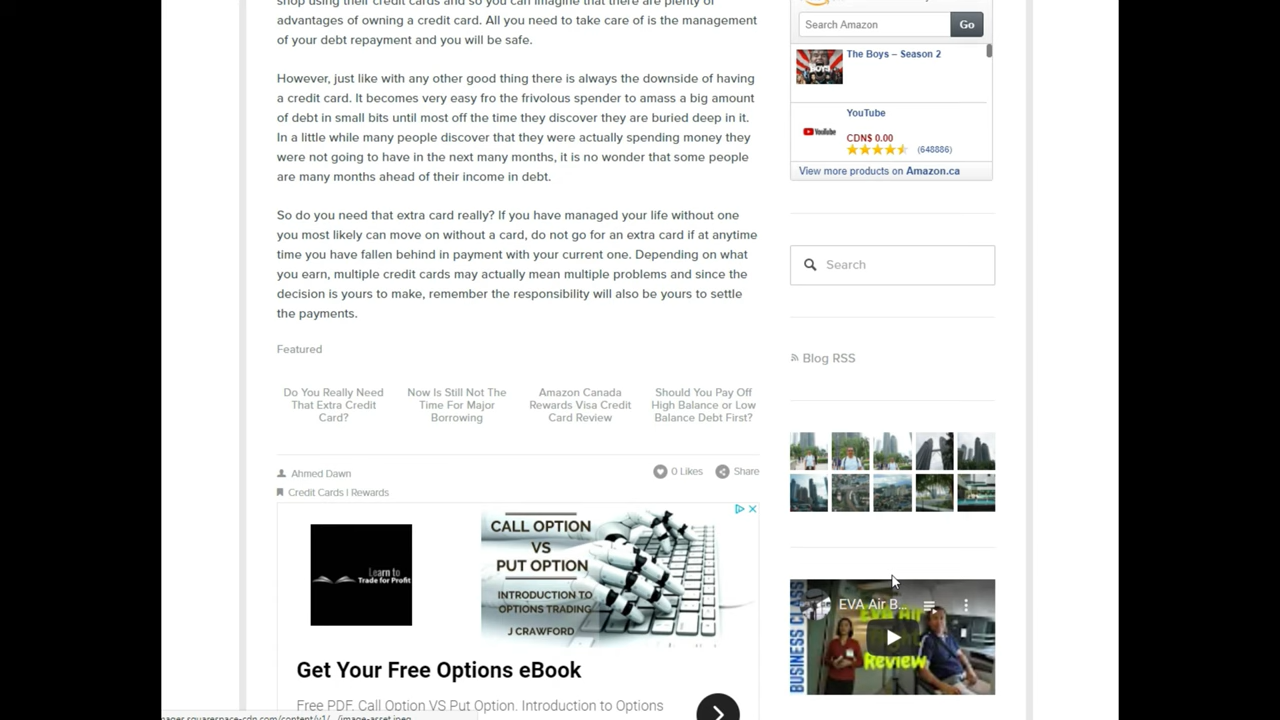 shop using their credit cards and so you can imagine that there are plenty of
advantages of owning a credit card. All you need to take care of is the management
of your debt repayment and you will be safe.
However, just like with any other good thing there is always the downside of having
a credit card. It becomes very easy fro the frivolous spender to amass a big amount
of debt in small bits until most off the time they discover they are buried deep in it.
In a little while many people discover that they were actually spending money they
were not going to have in the next many months, it is no wonder that some people
are many months ahead of their income in debt.
So do you need that extra card really? If you have managed your life without one
you most likely can move on without a card, do not go for an extra card if at anytime
time you have fallen behind in payment with your current one. Depending on what
you earn, multiple credit cards may actually mean multiple problems and since the
decision is yours to make, remember the responsibility will also be yours to settle
the payments.
Featured
Do You Really Need
That Extra Credit
Card?
Now Is Still Not The
Time For Major
Borrowing
Amazon Canada
Rewards Visa Credit
Card Review
Should You Pay Off
High Balance or Low
Balance Debt First?
Ahmed Dawn
0 Likes
Share
Credit Cards | Rewards
Learn to
Trade for Profit
CALL OPTION
VS
PUT OPTION
INTRODUCTION TO
OPTIONS TRADING
J CRAWFORD
Get Your Free Options eBook
Free PDF. Call Option VS Put Option. Introduction to Options
Search Amazon
Go
The Boys – Season 2
YouTube
CDN$ 0.00
(648886)
View more products on Amazon.ca
Search
Blog RSS
EVA Air B...
BUSINESS CLASS
EVA Air
Review